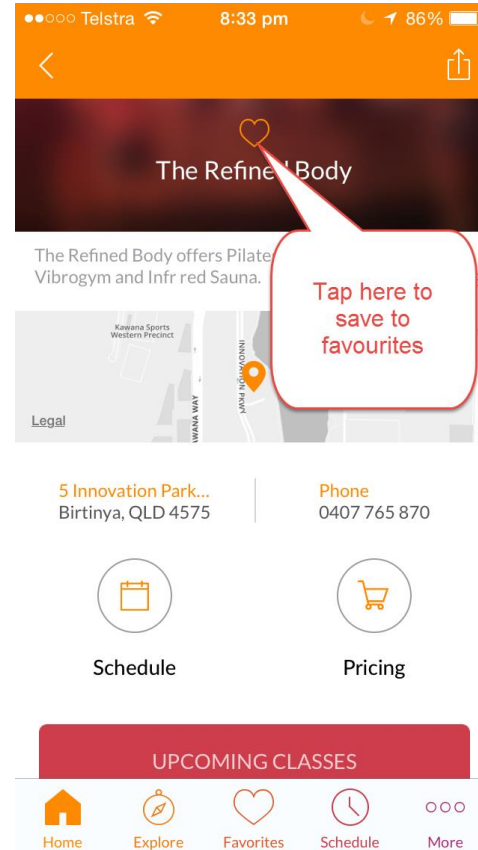 Telstra 8:33 pm 86%
The Refined Body
The Refined Body offers Pilate
Vibrogym and Infr red Sauna.
Tap here to
save to
favourites
Kawana Sports
Western Precinct
INNOVATION PKWY
WANA WAY
Legal
5 Innovation Park... Phone
Birtinya, QLD 4575 0407 765 870
Schedule Pricing
UPCOMING CLASSES
Home Explore Favorites Schedule More